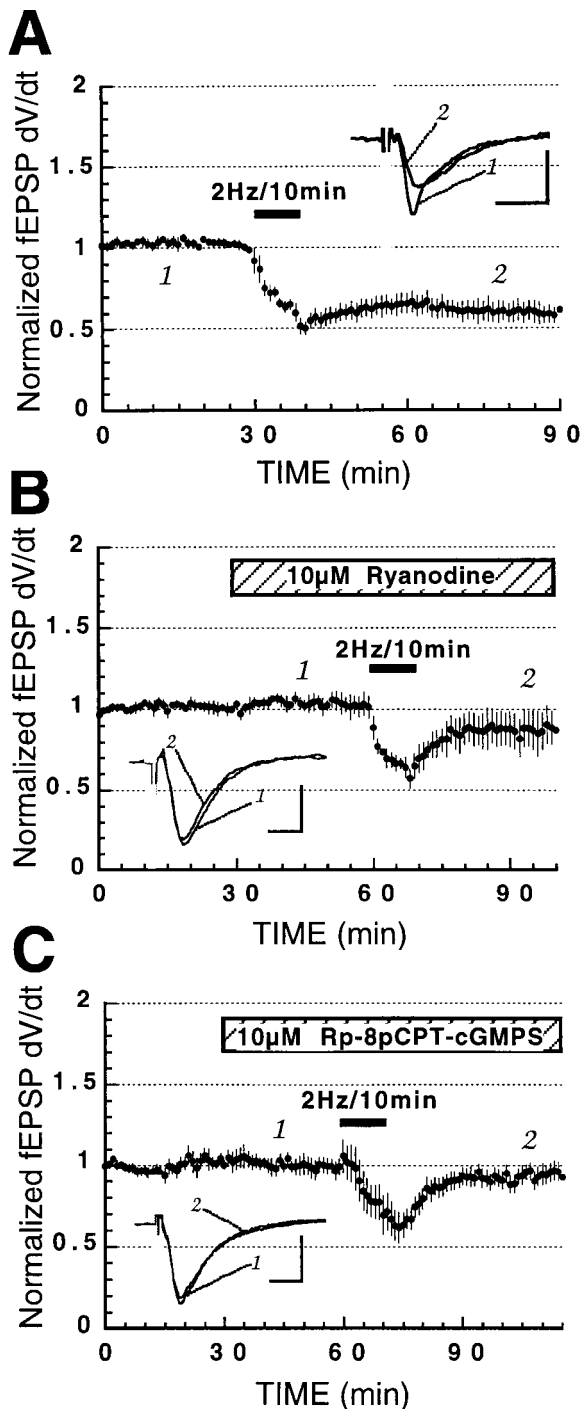 A
Normalized fEPSP dV/dt
2
1.5
1
0.5
0
2Hz/10min
1
2
2
1
0 30 60 90
TIME (min)
B
Normalized fEPSP dV/dt
2
1.5
1
0.5
0
10µM Ryanodine
2Hz/10min
1
2
2
1
0 30 60 90
TIME (min)
C
Normalized fEPSP dV/dt
2
1.5
1
0.5
0
10µM Rp-8pCPT-cGMPS
2Hz/10min
1
2
2
1
0 30 60 90
TIME (min)